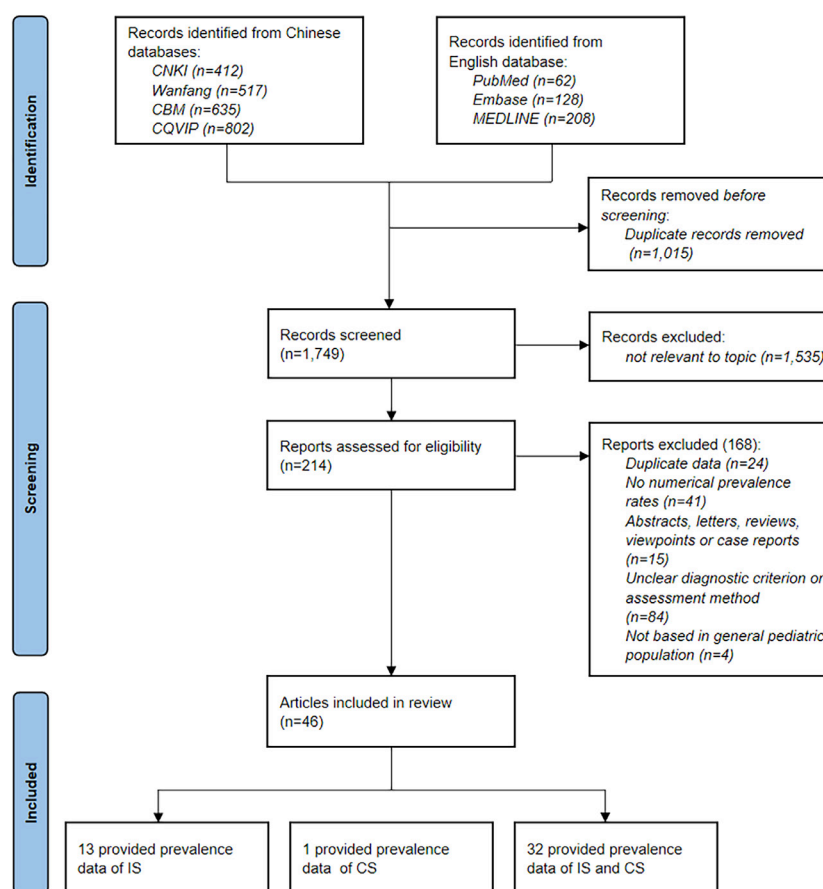 Identification
Records identified from Chinese
databases:
CNKI (n=412)
Wanfang (n=517)
CBM (n=635)
CQVIP (n=802)
Records identified from
English database:
PubMed (n=62)
Embase (n=128)
MEDLINE (n=208)
Records removed before
screening:
Duplicate records removed
(n=1,015)
Screening
Records screened
(n=1,749)
Records excluded:
not relevant to topic (n=1,535)
Reports assessed for eligibility
(n=214)
Reports excluded (168):
Duplicate data (n=24)
No numerical prevalence
rates (n=41)
Abstracts, letters, reviews,
viewpoints or case reports
(n=15)
Unclear diagnostic criterion or
assessment method
(n=84)
Not based in general pediatric
population (n=4)
Included
Articles included in review
(n=46)
13 provided prevalence
data of IS
1 provided prevalence
data of CS
32 provided prevalence
data of IS and CS